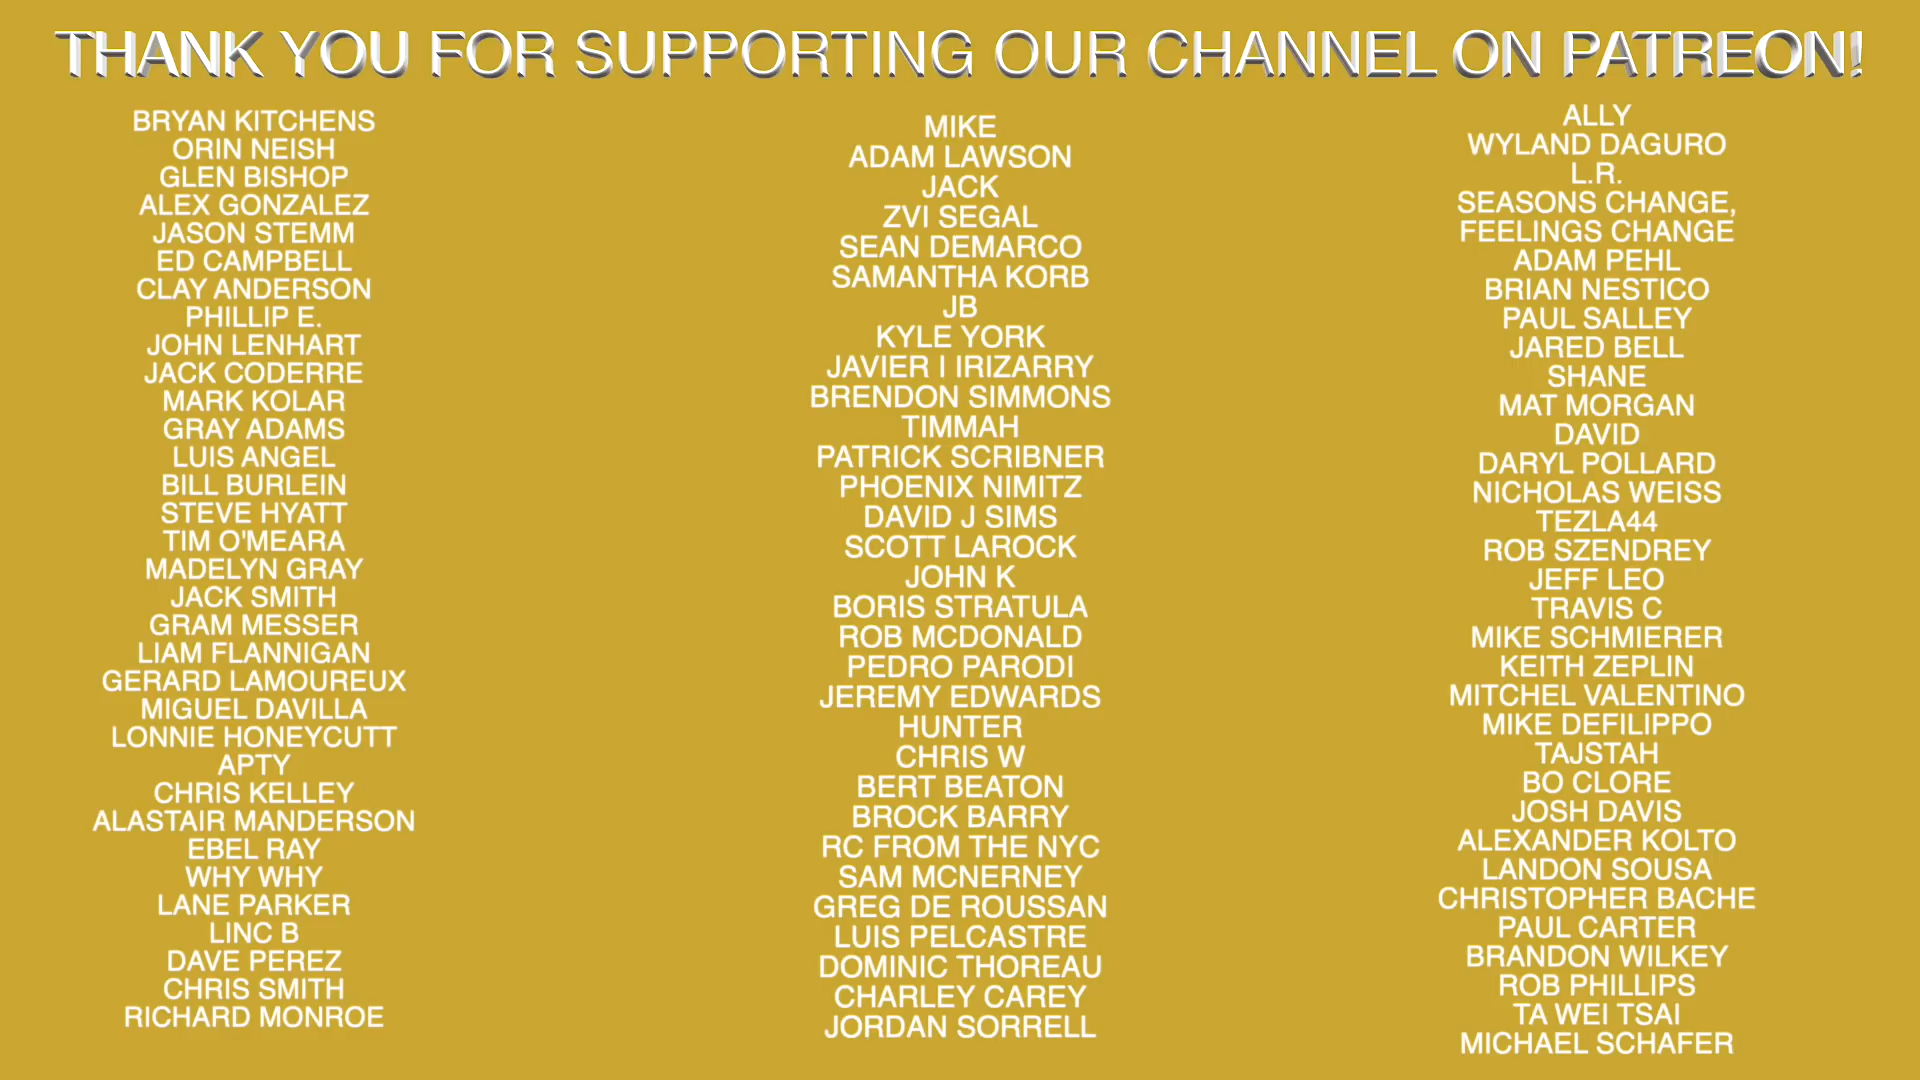 THANK YOU FOR SUPPORTING OUR CHANNEL ON PATREON!
BRYAN KITCHENS
ORIN NEISH
GLEN BISHOP
ALEX GONZALEZ
JASON STEMM
ED CAMPBELL
CLAY ANDERSON
PHILLIP E.
JOHN LENHART
JACK CODERRE
MARK KOLAR
GRAY ADAMS
LUIS ANGEL
BILL BURLEIN
STEVE HYATT
TIM O'MEARA
MADELYN GRAY
JACK SMITH
GRAM MESSER
LIAM FLANNIGAN
GERARD LAMOUREUX
MIGUEL DAVILLA
LONNIE HONEYCUTT
APTY
CHRIS KELLEY
ALASTAIR MANDERSON
EBEL RAY
WHY WHY
LANE PARKER
LINC B
DAVE PEREZ
CHRIS SMITH
RICHARD MONROE
MIKE
ADAM LAWSON
JACK
ZVI SEGAL
SEAN DEMARCO
SAMANTHA KORB
JB
KYLE YORK
JAVIER I IRIZARRY
BRENDON SIMMONS
TIMMAH
PATRICK SCRIBNER
PHOENIX NIMITZ
DAVID J SIMS
SCOTT LAROCK
JOHN K
BORIS STRATULA
ROB MCDONALD
PEDRO PARODI
JEREMY EDWARDS
HUNTER
CHRIS W
BERT BEATON
BROCK BARRY
RC FROM THE NYC
SAM MCNERNEY
GREG DE ROUSSAN
LUIS PELCASTRE
DOMINIC THOREAU
CHARLEY CAREY
JORDAN SORRELL
ALLY
WYLAND DAGURO
L.R.
SEASONS CHANGE,
FEELINGS CHANGE
ADAM PEHL
BRIAN NESTICO
PAUL SALLEY
JARED BELL
SHANE
MAT MORGAN
DAVID
DARYL POLLARD
NICHOLAS WEISS
TEZLA44
ROB SZENDREY
JEFF LEO
TRAVIS C
MIKE SCHMIERER
KEITH ZEPLIN
MITCHEL VALENTINO
MIKE DEFILIPPO
TAJSTAH
BO CLORE
JOSH DAVIS
ALEXANDER KOLTO
LANDON SOUSA
CHRISTOPHER BACHE
PAUL CARTER
BRANDON WILKEY
ROB PHILLIPS
TA WEI TSAI
MICHAEL SCHAFER